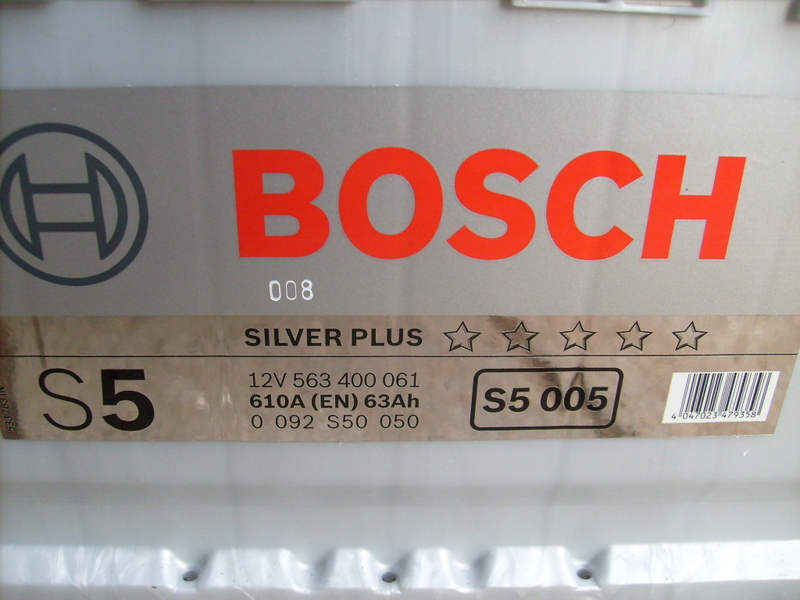 BOSCH
008
SILVER PLUS
S5
12V 563 400 061
610A (EN) 63Ah
0 092 S50 050
S5 005
4 047023 479358